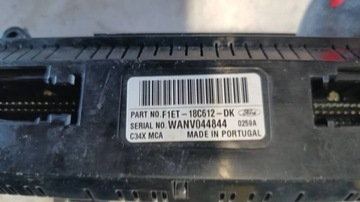 PART NO. F1ET-18C612-DK Ford
SERIAL NO. WANV044844 0259A
C34X MCA MADE IN PORTUGAL